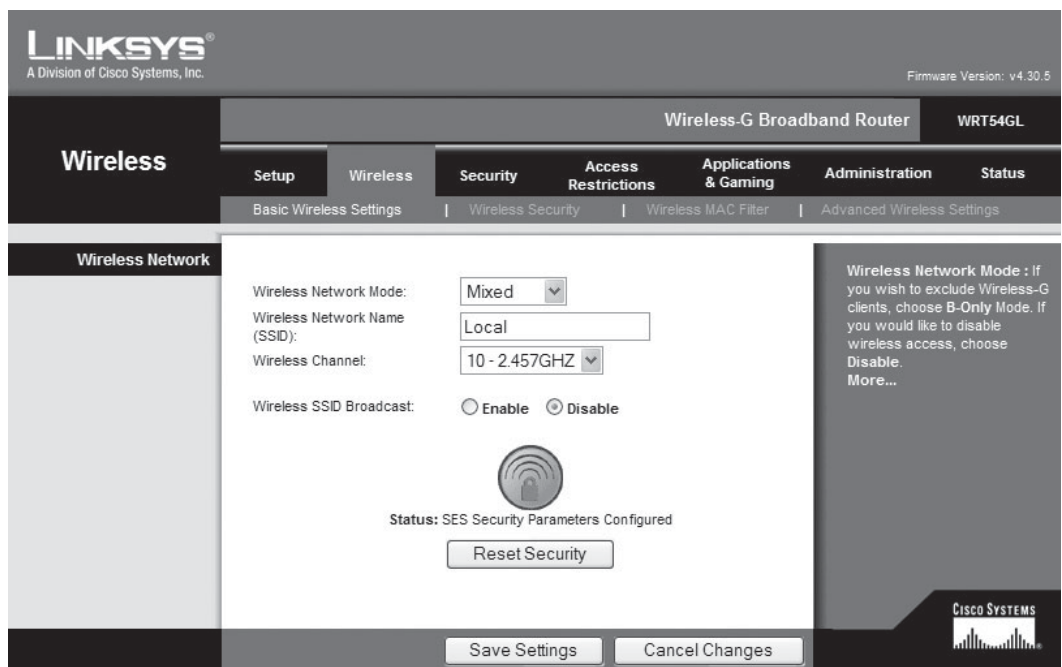 LINKSYS®
A Division of Cisco Systems, Inc.
Firmware Version: v4.30.5
Wireless-G Broadband Router
WRT54GL
Wireless
Setup
Wireless
Security
Access
Restrictions
Applications
& Gaming
Administration
Status
Basic Wireless Settings | Wireless Security | Wireless MAC Filter | Advanced Wireless Settings
Wireless Network
Wireless Network Mode: Mixed
Wireless Network Name
(SSID): Local
Wireless Channel: 10 - 2.457GHZ
Wireless SSID Broadcast: Enable Disable
Status: SES Security Parameters Configured
Reset Security
Wireless Network Mode : If
you wish to exclude Wireless-G
clients, choose B-Only Mode. If
you would like to disable
wireless access, choose
Disable.
More...
Save Settings
Cancel Changes
CISCO SYSTEMS